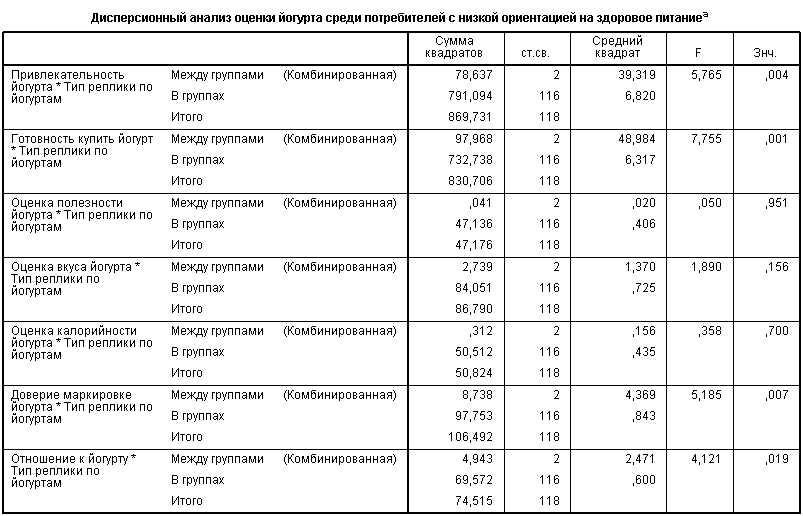 Дисперсионный анализ оценки йогурта среди потребителей с низкой ориентацией на здоровое питание a
Сумма квадратов ст.св. Средний квадрат F Знч.
Привлекательность йогурта * Тип реплики по йогуртам Между группами (Комбинированная) 78,637 2 39,319 5,765 ,004
В группах 791,094 116 6,820
Итого 869,731 118
Готовность купить йогурт * Тип реплики по йогуртам Между группами (Комбинированная) 97,968 2 48,984 7,755 ,001
В группах 732,738 116 6,317
Итого 830,706 118
Оценка полезности йогурта * Тип реплики по йогуртам Между группами (Комбинированная) ,041 2 ,020 ,050 ,951
В группах 47,136 116 ,406
Итого 47,176 118
Оценка вкуса йогурта * Тип реплики по йогуртам Между группами (Комбинированная) 2,739 2 1,370 1,890 ,156
В группах 84,051 116 ,725
Итого 86,790 118
Оценка калорийности йогурта * Тип реплики по йогуртам Между группами (Комбинированная) ,312 2 ,156 ,358 ,700
В группах 50,512 116 ,435
Итого 50,824 118
Доверие маркировке йогурта * Тип реплики по йогуртам Между группами (Комбинированная) 8,738 2 4,369 5,185 ,007
В группах 97,753 116 ,843
Итого 106,492 118
Отношение к йогурту * Тип реплики по йогуртам Между группами (Комбинированная) 4,943 2 2,471 4,121 ,019
В группах 69,572 116 ,600
Итого 74,515 118